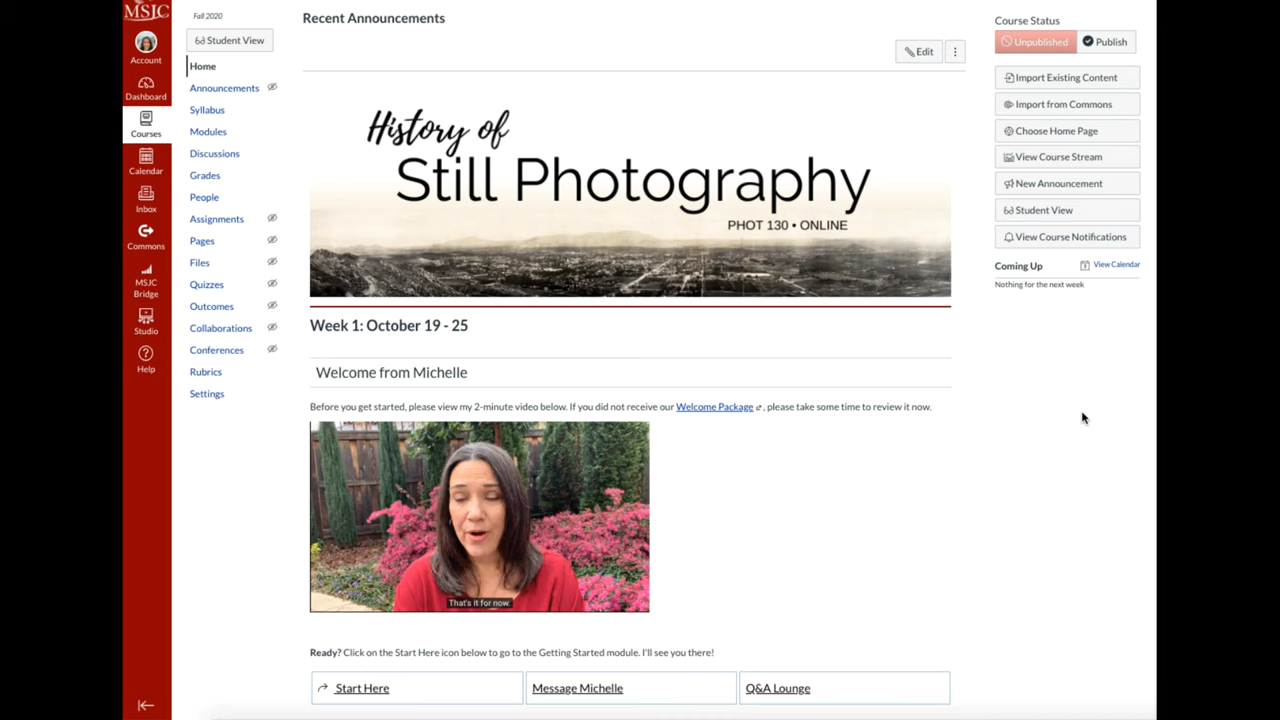 MSJC
Account
Dashboard
Courses
Calendar
Inbox
Commons
MSJC
Bridge
Studio
Help
Fall 2020
Student View
Home
Announcements
Syllabus
Modules
Discussions
Grades
People
Assignments
Pages
Files
Quizzes
Outcomes
Collaborations
Conferences
Rubrics
Settings
Recent Announcements
Edit
History of
Still Photography
PHOT 130 • ONLINE
Week 1: October 19 - 25
Welcome from Michelle
Before you get started, please view my 2-minute video below. If you did not receive our Welcome Package, please take some time to review it now.
That's it for now.
Ready? Click on the Start Here icon below to go to the Getting Started module. I'll see you there!
Start Here
Message Michelle
Q&A Lounge
Course Status
Unpublished
Publish
Import Existing Content
Import from Commons
Choose Home Page
View Course Stream
New Announcement
Student View
View Course Notifications
Coming Up
View Calendar
Nothing for the next week